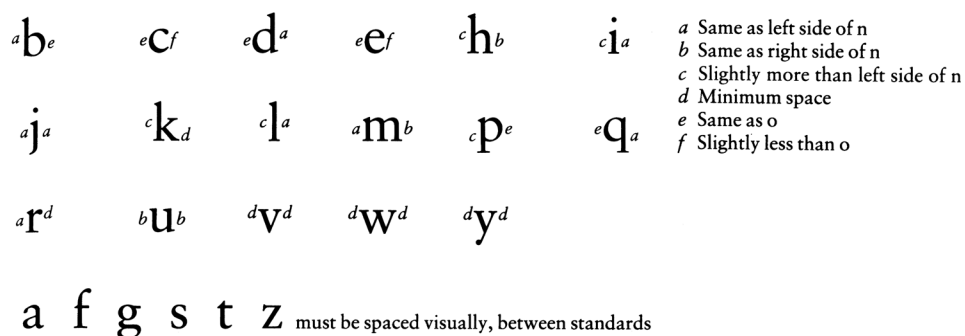 abe ecf eda eef chb cia
aja ckd cla amb cpe eqa
ard bub dvd dwd dyd
a f g s t z must be spaced visually, between standards
a Same as left side of n
b Same as right side of n
c Slightly more than left side of n
d Minimum space
e Same as o
f Slightly less than o